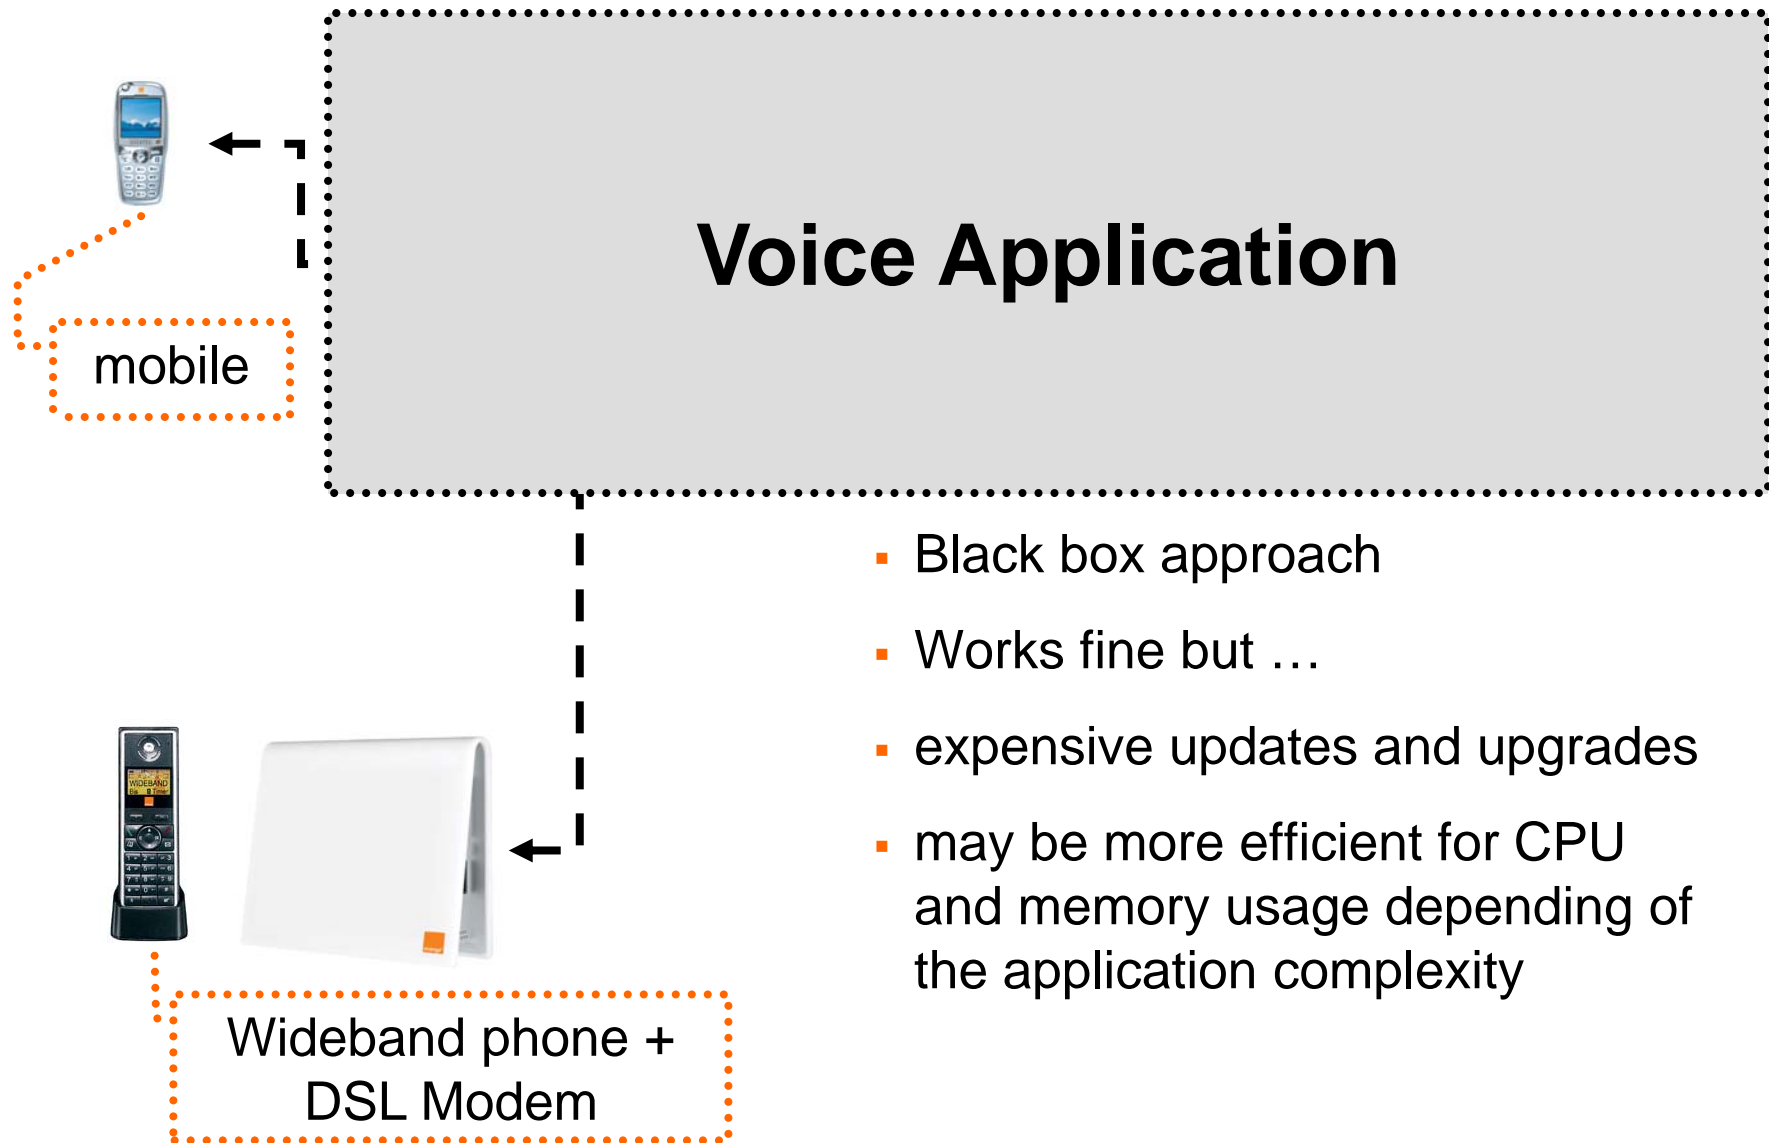 Voice Application
mobile
▪ Black box approach
▪ Works fine but …
▪ expensive updates and upgrades
▪ may be more efficient for CPU
and memory usage depending of
the application complexity
WIDEBAND
Wideband phone +
DSL Modem